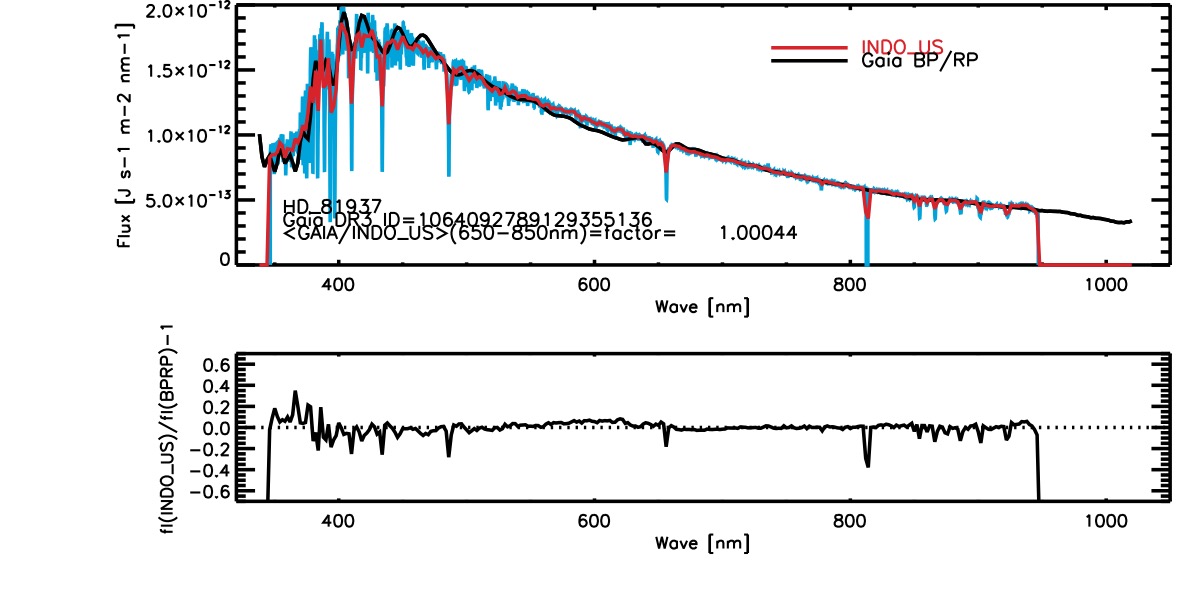 2.0×10⁻¹²
1.5×10⁻¹²
1.0×10⁻¹²
5.0×10⁻¹³
0
Flux [J s−1 m−2 nm−1]
INDO_US
Gaia BP/RP
HD_81937
Gaia DR3 ID=1064092789129355136
<GAIA/INDO_US>(650−850nm)=factor= 1.00044
400 600 800 1000
Wave [nm]
fl(INDO_US)/fl(BPRP)−1
0.6
0.4
0.2
0.0
−0.2
−0.4
−0.6
400 600 800 1000
Wave [nm]